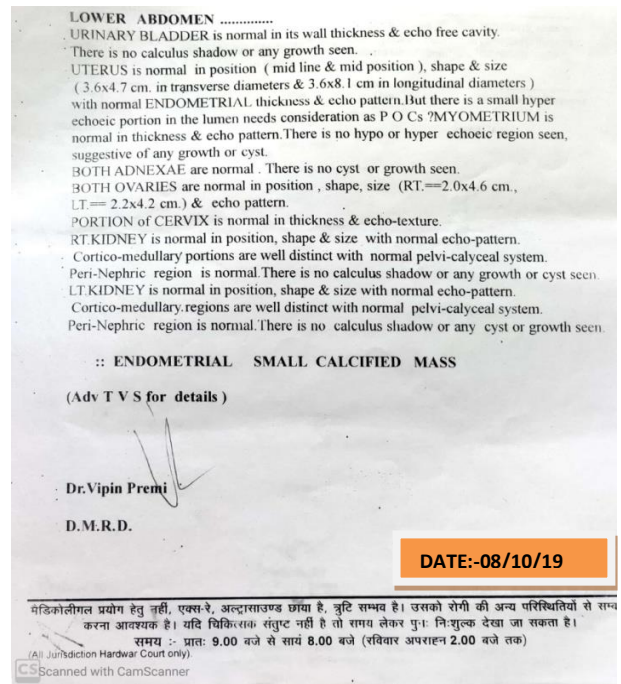 LOWER ABDOMEN ..............
URINARY BLADDER is normal in its wall thickness & echo free cavity.
There is no calculus shadow or any growth seen. .
UTERUS is normal in position ( mid line & mid position ), shape & size
( 3.6x4.7 cm. in transverse diameters & 3.6x8.1 cm in longitudinal diameters )
with normal ENDOMETRIAL thickness & echo pattern.But there is a small hyper
echoeic portion in the lumen needs consideration as P O Cs ?MYOMETRIUM is
normal in thickness & echo pattern.There is no hypo or hyper echoeic region seen,
suggestive of any growth or cyst.
BOTH ADNEXAE are normal . There is no cyst or growth seen.
BOTH OVARIES are normal in position , shape, size (RT.==2.0x4.6 cm.,
LT.== 2.2x4.2 cm.) & echo pattern.
PORTION of CERVIX is normal in thickness & echo-texture.
RT.KIDNEY is normal in position, shape & size with normal echo-pattern.
Cortico-medullary portions are well distinct with normal pelvi-calyceal system.
Peri-Nephric region is normal.There is no calculus shadow or any growth or cyst seen.
LT.KIDNEY is normal in position, shape & size with normal echo-pattern.
Cortico-medullary.regions are well distinct with normal pelvi-calyceal system.
Peri-Nephric region is normal.There is no calculus shadow or any cyst or growth seen.
:: ENDOMETRIAL SMALL CALCIFIED MASS
(Adv T V S for details )
Dr.Vipin Premi
D.M.R.D.
DATE:-08/10/19
मेडिकोलीगल प्रयोग हेतु नहीं, एक्स-रे, अल्ट्रासाउण्ड छाया है, त्रुटि सम्भव है। उसको रोगी की अन्य परिस्थितियों से सम्ब
करना आवश्यक है। यदि चिकित्सक संतुष्ट नहीं है तो समय लेकर पुनः निःशुल्क देखा जा सकता है।
समय :- प्रातः 9.00 बजे से सायं 8.00 बजे (रविवार अपराहन 2.00 बजे तक)
(All Jurisdiction Hardwar Court only).
CS Scanned with CamScanner